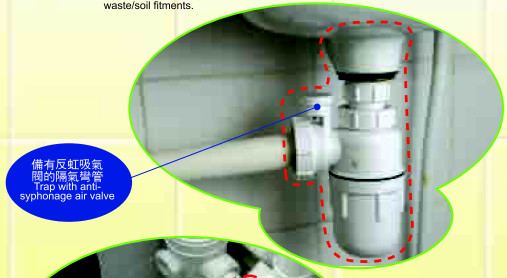 waste/soil fitments.
備有反虹吸氣
閥的隔氣彎管
Trap with anti-
syphonage air valve